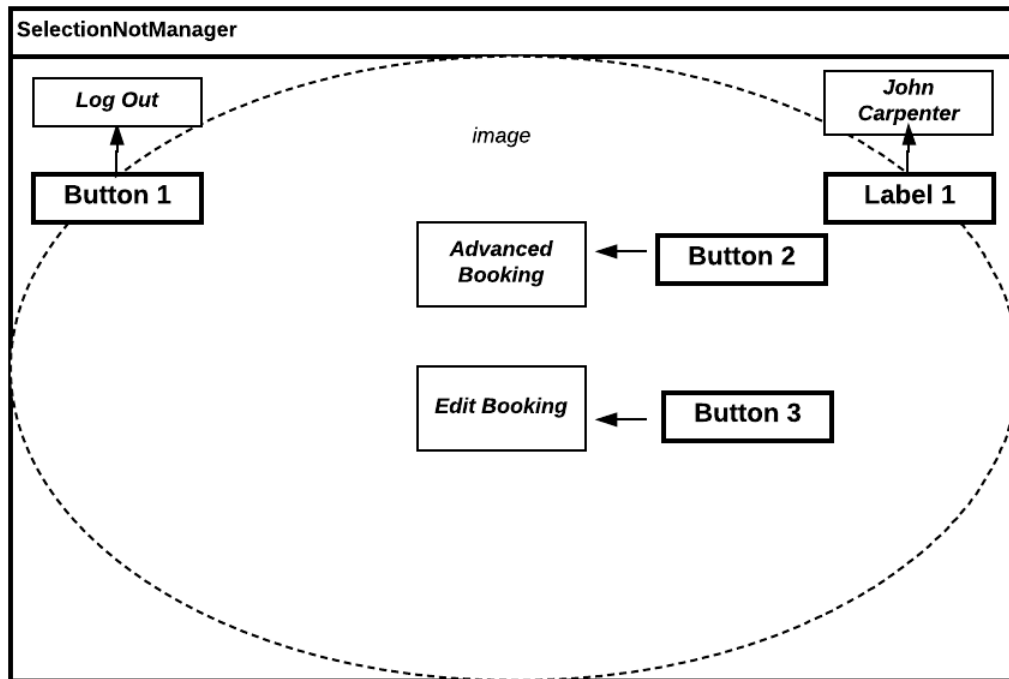 SelectionNotManager
Log Out
John
Carpenter
image
Button 1
Label 1
Advanced
Booking
Button 2
Edit Booking
Button 3